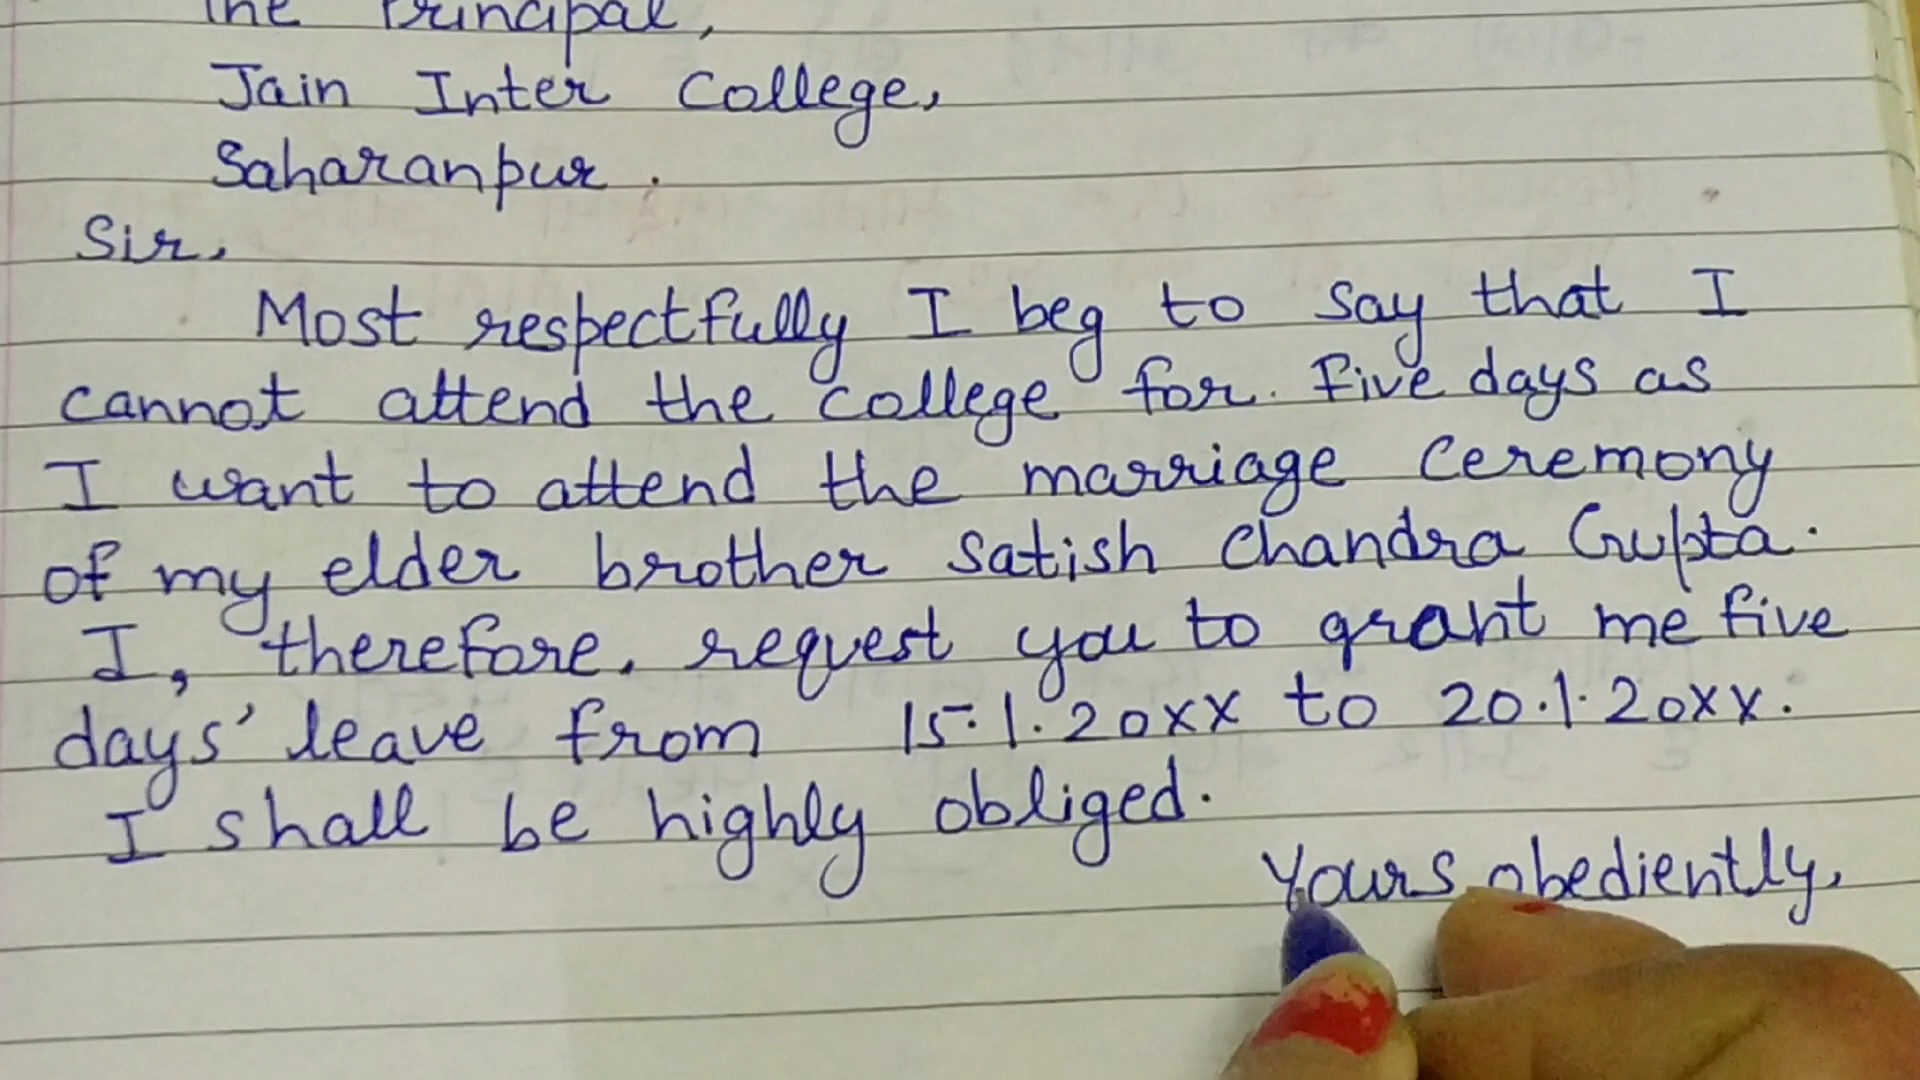 The Principal,
Jain Inter College,
Saharanpur.
Sir,
Most respectfully I beg to say that I
cannot attend the college for. five days as
I want to attend the marriage ceremony
of my elder brother Satish Chandra Gupta.
I, therefore, request you to grant me five
days' leave from 15.1.20xx to 20.1.20xx.
I shall be highly obliged.
Yours obediently,